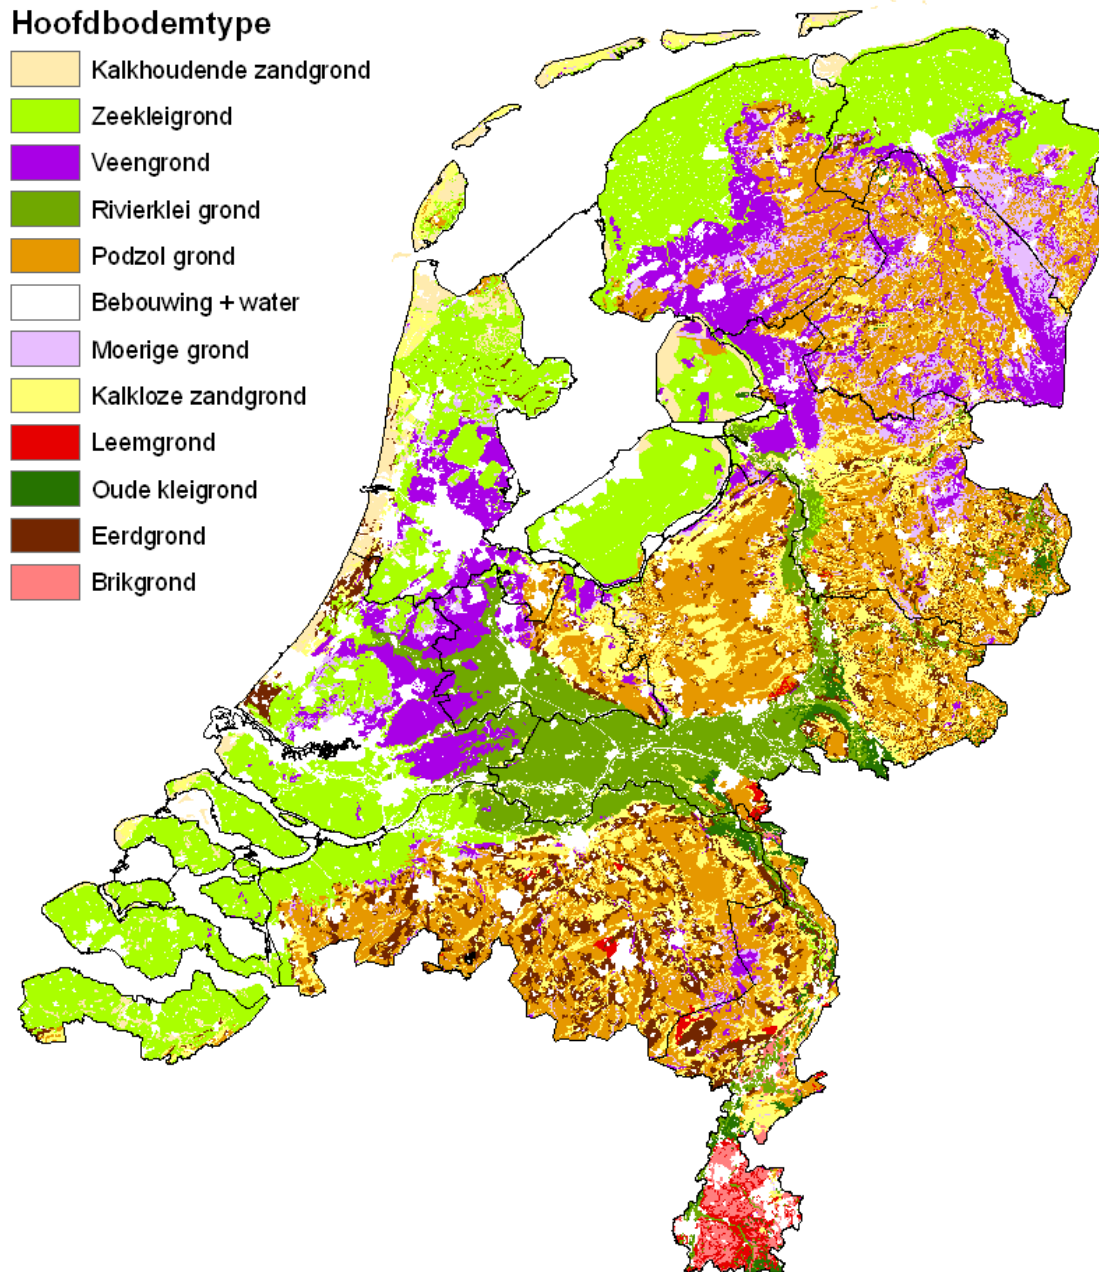 Hoofdbodemtype
Kalkhoudende zandgrond
Zeekleigrond
Veengrond
Rivierklei grond
Podzol grond
Bebouwing + water
Moerige grond
Kalkloze zandgrond
Leemgrond
Oude kleigrond
Eerdgrond
Brikgrond